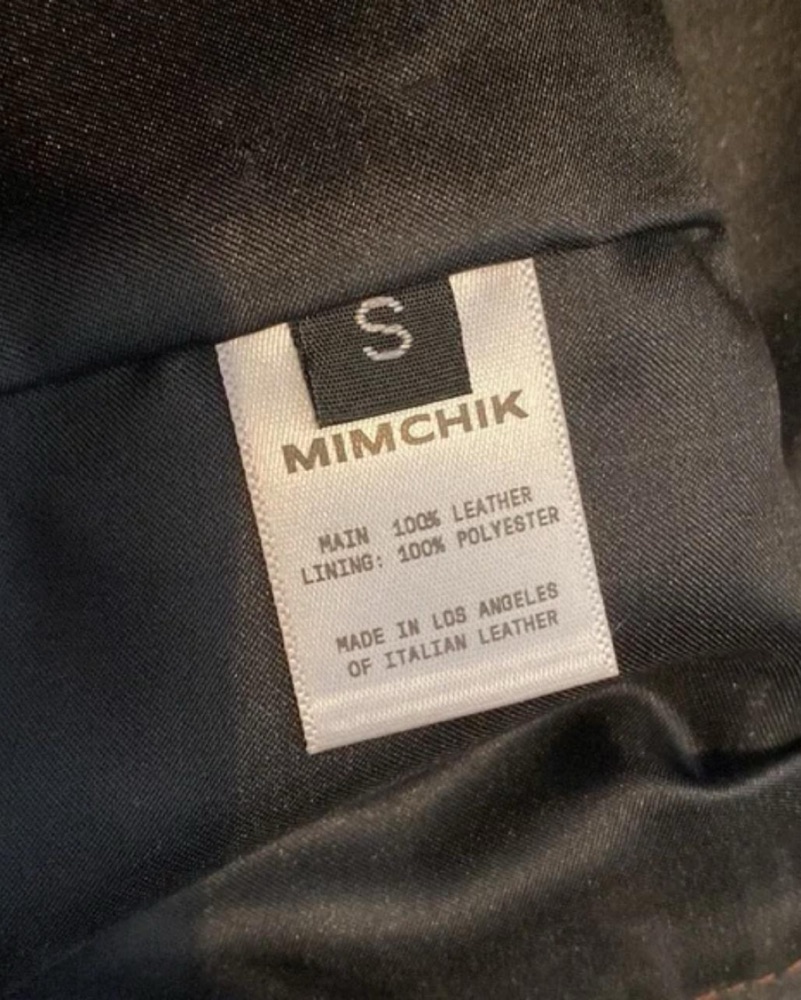 S
MIMCHIK
MAIN 100% LEATHER
LINING: 100% POLYESTER
MADE IN LOS ANGELES
OF ITALIAN LEATHER